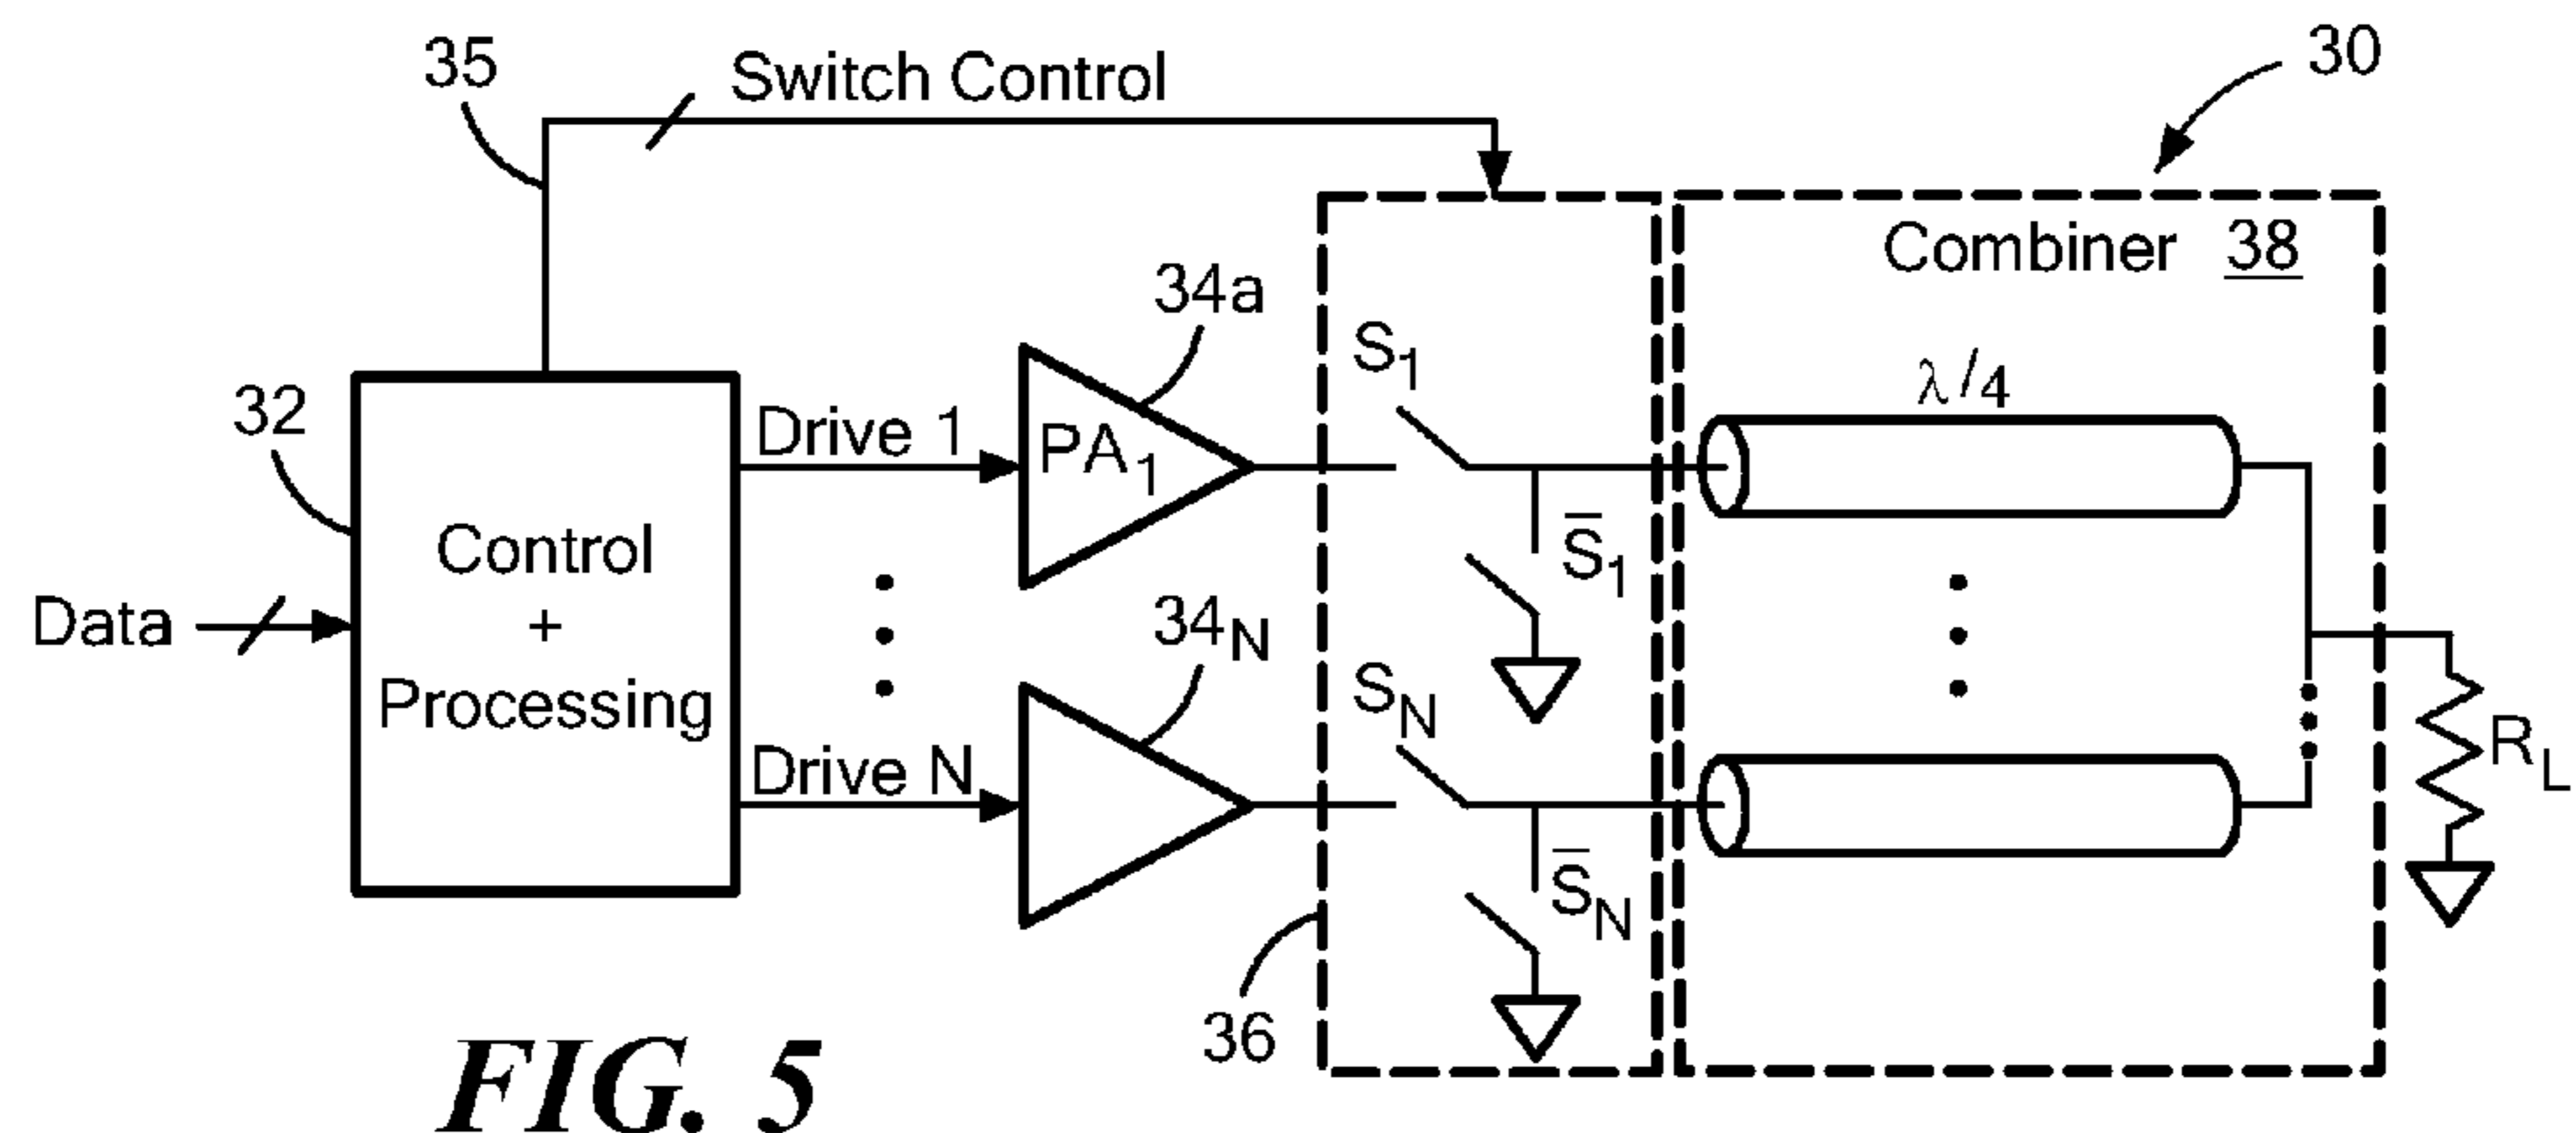 35
Switch Control
30
Combiner 38
34a
S1
λ/4
32
Drive 1
PA1
Control
+
Processing
S̅1
Data
34N
SN
Drive N
RL
S̅N
36
FIG. 5